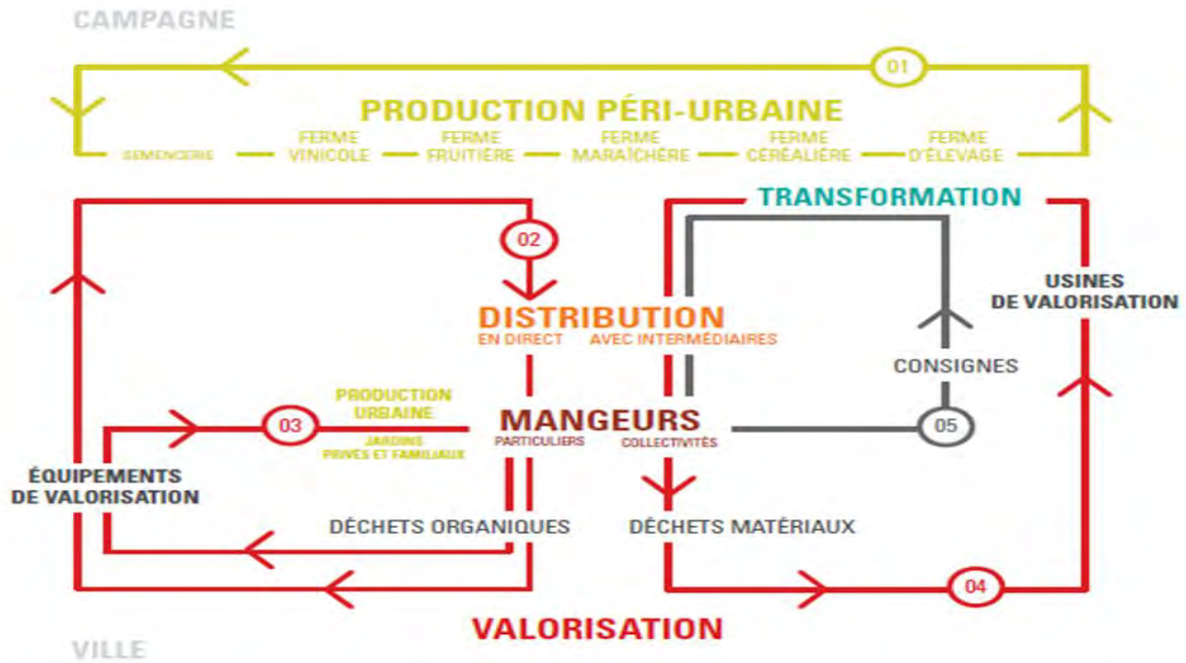 CAMPAGNE
01
PRODUCTION PÉRI-URBAINE
SEMENCERIE
FERME
VINICOLE
FERME
FRUITIÈRE
FERME
MARAÎCHÈRE
FERME
CÉRÉALIÈRE
FERME
D'ÉLEVAGE
TRANSFORMATION
02
USINES
DE VALORISATION
DISTRIBUTION
EN DIRECT AVEC INTERMÉDIAIRES
CONSIGNES
PRODUCTION
URBAINE
03
JARDINS
PRIVÉS ET FAMILIAUX
MANGEURS
PARTICULIERS COLLECTIVITÉS
05
ÉQUIPEMENTS
DE VALORISATION
DÉCHETS ORGANIQUES
DÉCHETS MATÉRIAUX
04
VALORISATION
VILLE